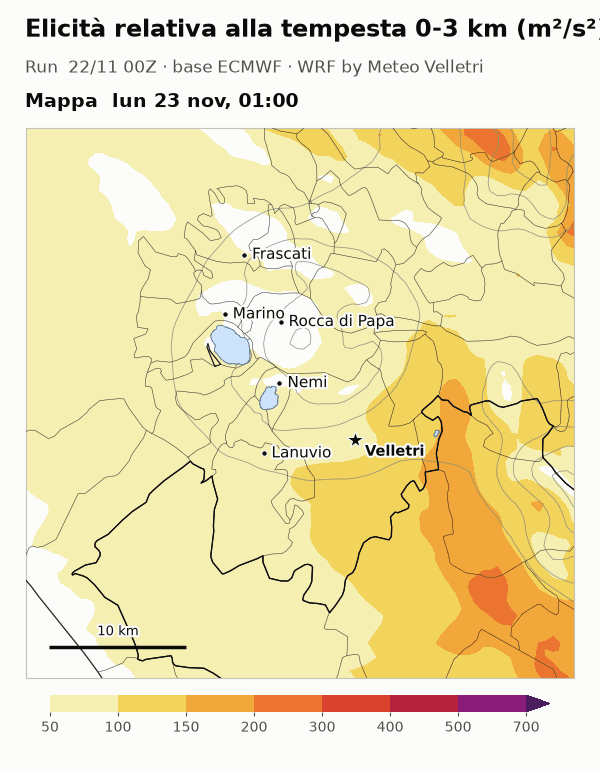 Elicità relativa alla tempesta 0-3 km (m²/s²)
Run 22/11 00Z · base ECMWF · WRF by Meteo Velletri
Mappa lun 23 nov, 01:00
Frascati
Marino
Rocca di Papa
Nemi
Velletri
Lanuvio
10 km
50 100 150 200 300 400 500 700